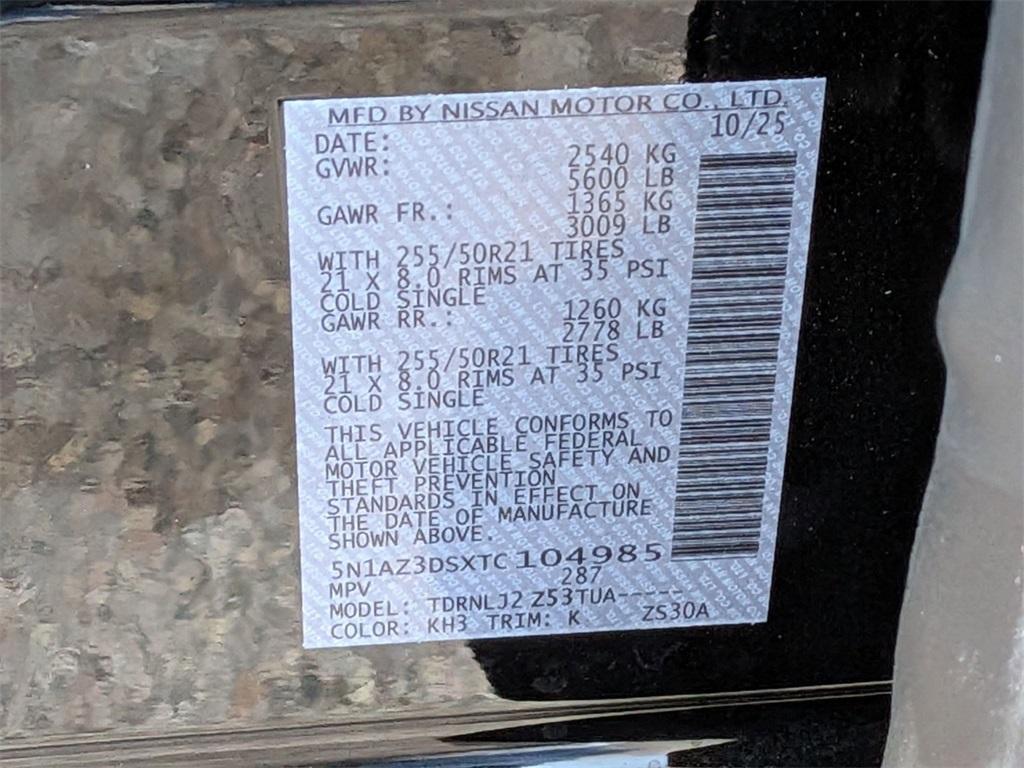 MFD BY NISSAN MOTOR CO., LTD.
DATE: 10/25
GVWR: 2540 KG
5600 LB
GAWR FR.: 1365 KG
3009 LB
WITH 255/50R21 TIRES
21 X 8.0 RIMS AT 35 PSI
COLD SINGLE
GAWR RR.: 1260 KG
2778 LB
WITH 255/50R21 TIRES
21 X 8.0 RIMS AT 35 PSI
COLD SINGLE
THIS VEHICLE CONFORMS TO
ALL APPLICABLE FEDERAL
MOTOR VEHICLE SAFETY AND
THEFT PREVENTION
STANDARDS IN EFFECT ON
THE DATE OF MANUFACTURE
SHOWN ABOVE.
5N1AZ3DSXTC104985
MPV 287
MODEL: TDRNLJ2 Z53TUA-----
COLOR: KH3 TRIM: K ZS30A